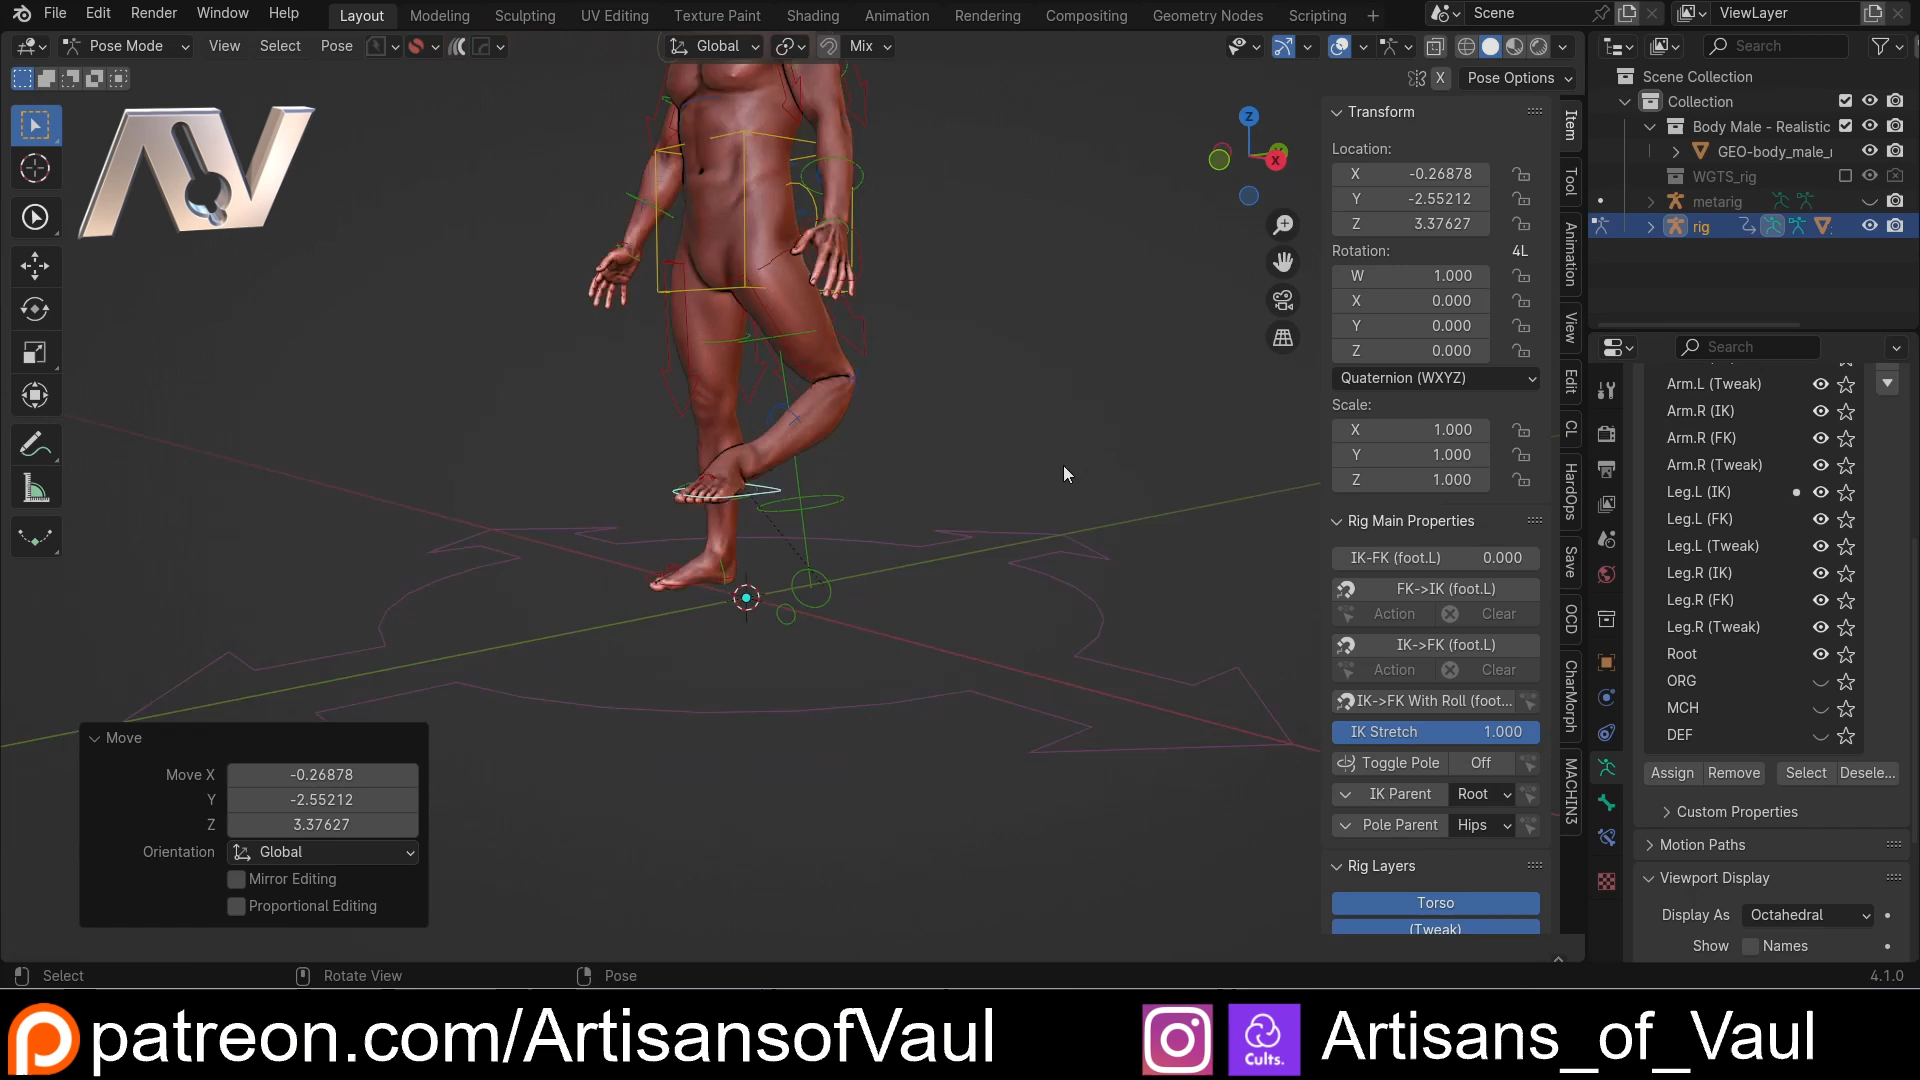 File Edit Render Window Help Layout Modeling Sculpting UV Editing Texture Paint Shading Animation Rendering Compositing Geometry Nodes Scripting Scene ViewLayer
Pose Mode View Select Pose Global Mix Search
X Pose Options
Scene Collection
Collection
Body Male - Realistic
GEO-body_male_
WGTS_rig
metarig
rig
AV
Z
X
Item
Tool
Animation
View
Edit
CL
HardOps
Save
OCD
CharMorph
MACHIN3
Transform
Location:
X -0.26878
Y -2.55212
Z 3.37627
Rotation: 4L
W 1.000
X 0.000
Y 0.000
Z 0.000
Quaternion (WXYZ)
Scale:
X 1.000
Y 1.000
Z 1.000
Rig Main Properties
IK-FK (foot.L) 0.000
FK->IK (foot.L)
Action Clear
IK->FK (foot.L)
Action Clear
IK->FK With Roll (foot...
IK Stretch 1.000
Toggle Pole Off
IK Parent Root
Pole Parent Hips
Rig Layers
Torso
(Tweak)
Search
Arm.L (Tweak)
Arm.R (IK)
Arm.R (FK)
Arm.R (Tweak)
Leg.L (IK)
Leg.L (FK)
Leg.L (Tweak)
Leg.R (IK)
Leg.R (FK)
Leg.R (Tweak)
Root
ORG
MCH
DEF
Assign Remove Select Desele...
Custom Properties
Motion Paths
Viewport Display
Display As Octahedral
Show Names
Move
Move X -0.26878
Y -2.55212
Z 3.37627
Orientation Global
Mirror Editing
Proportional Editing
Select Rotate View Pose 4.1.0
patreon.com/ArtisansofVaul
Cults.
Artisans_of_Vaul